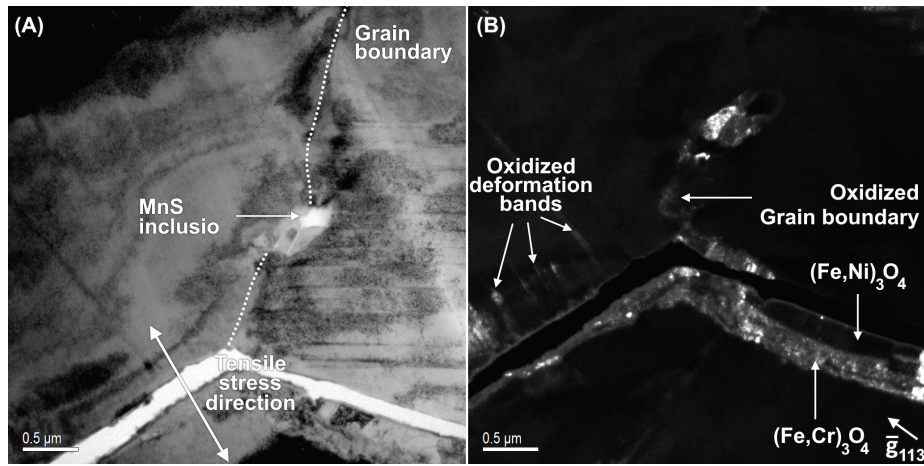 (A)
Grain
boundary
MnS
inclusio
Tensile
stress
direction
0.5 µm
(B)
Oxidized
deformation
bands
Oxidized
Grain boundary
(Fe,Ni)₃O₄
(Fe,Cr)₃O₄
g̅₁₁₃
0.5 µm